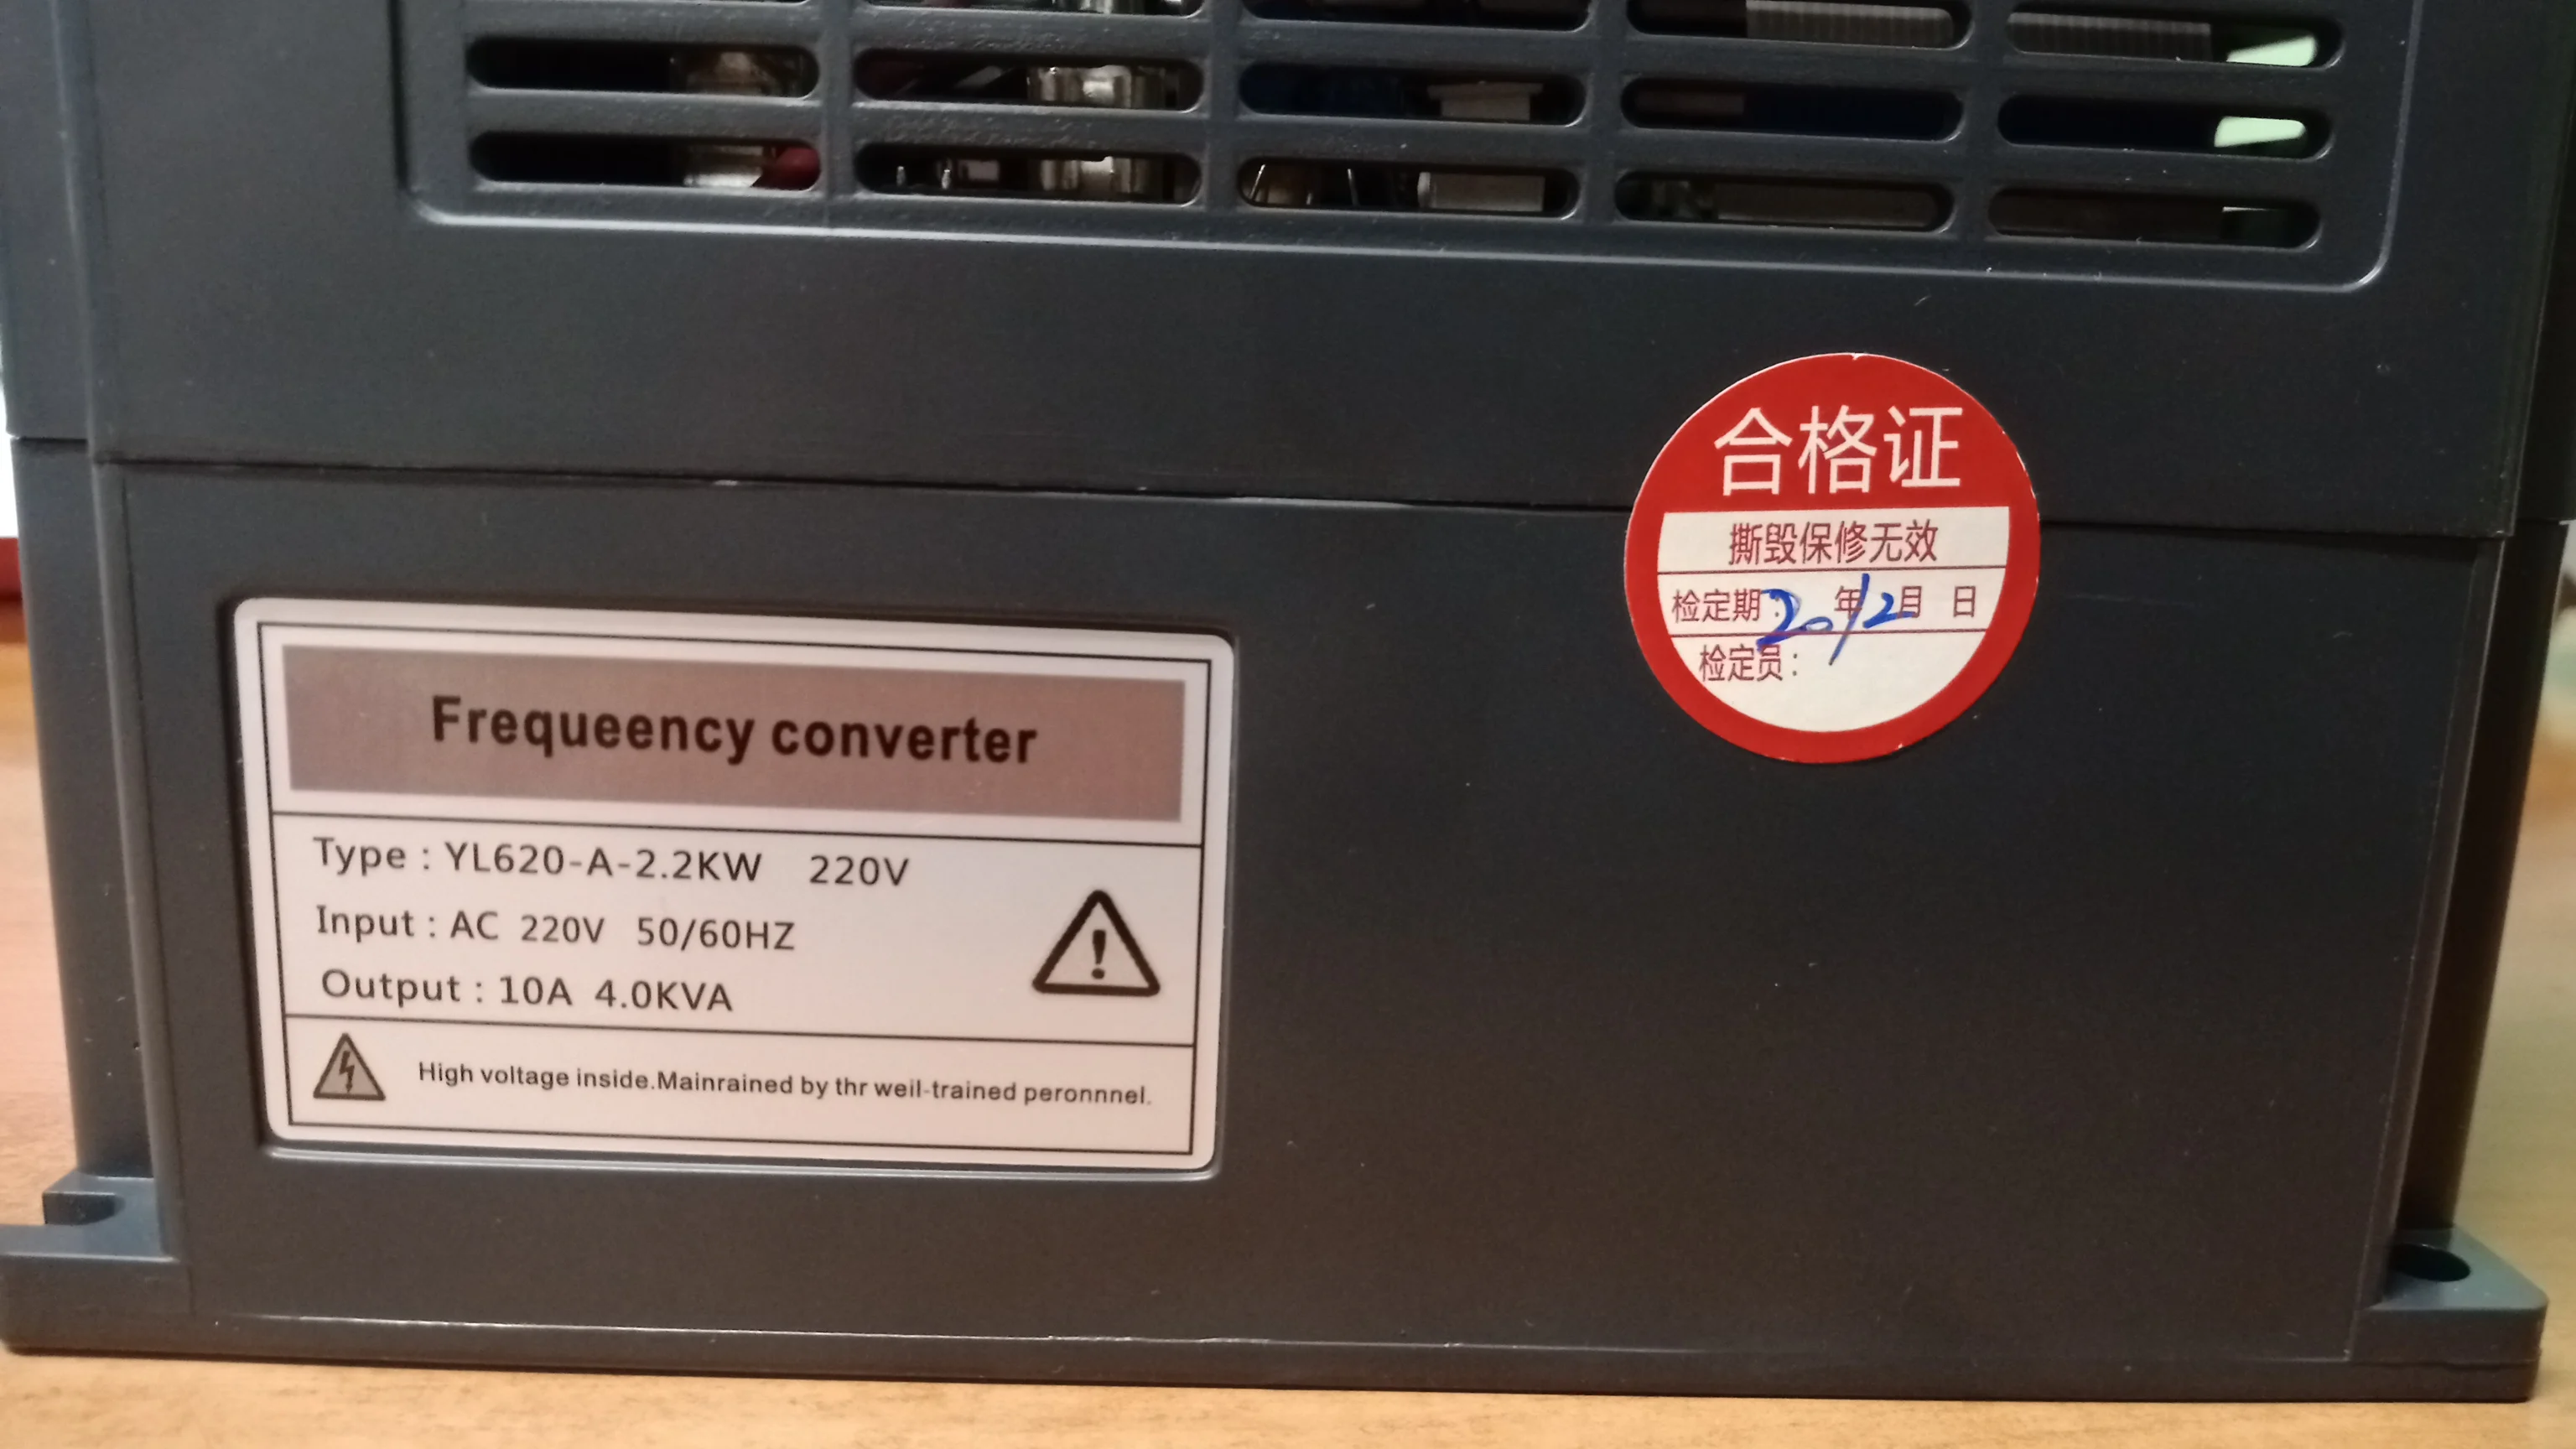 合格证
撕毁保修无效
检定期：20年12月 日
检定员：
Frequeency converter
Type : YL620-A-2.2KW 220V
Input : AC 220V 50/60HZ
Output : 10A 4.0KVA
High voltage inside.Mainrained by thr weil-trained peronnnel.